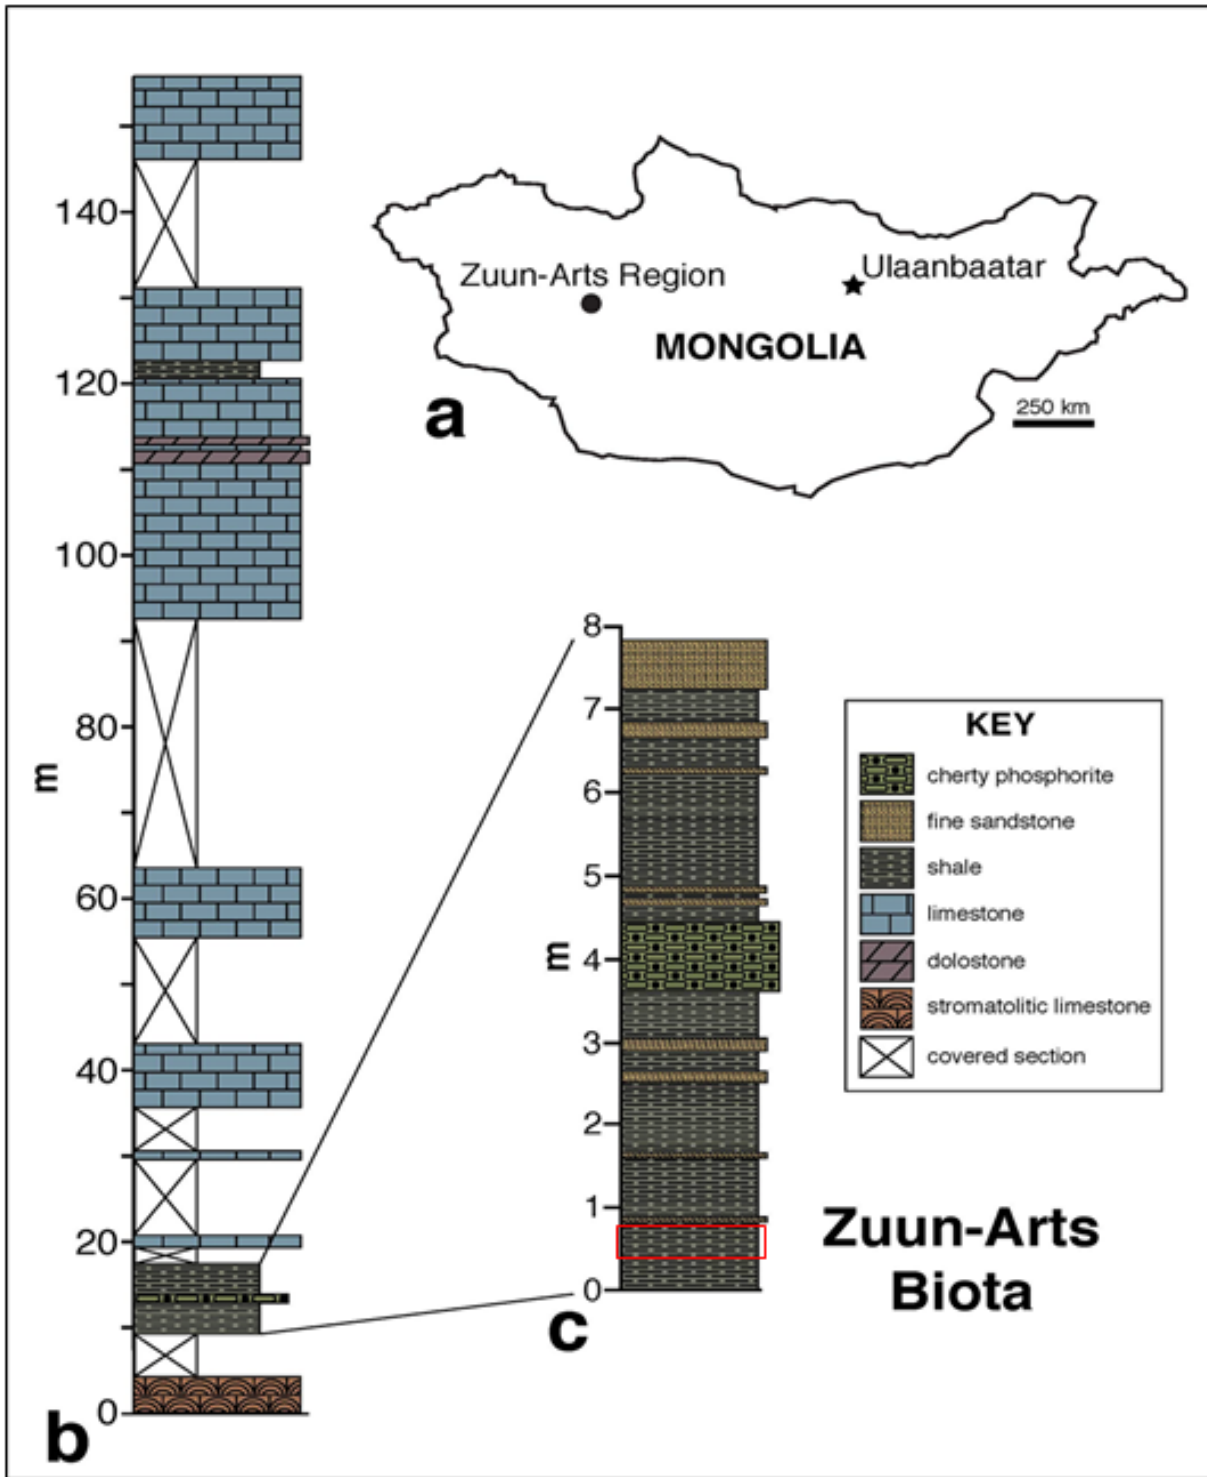 140
120
100
80
60
40
20
0
m
b
Zuun-Arts Region
Ulaanbaatar
MONGOLIA
250 km
a
8
7
6
5
4
3
2
1
0
m
c
KEY
cherty phosphorite
fine sandstone
shale
limestone
dolostone
stromatolitic limestone
covered section
Zuun-Arts
Biota